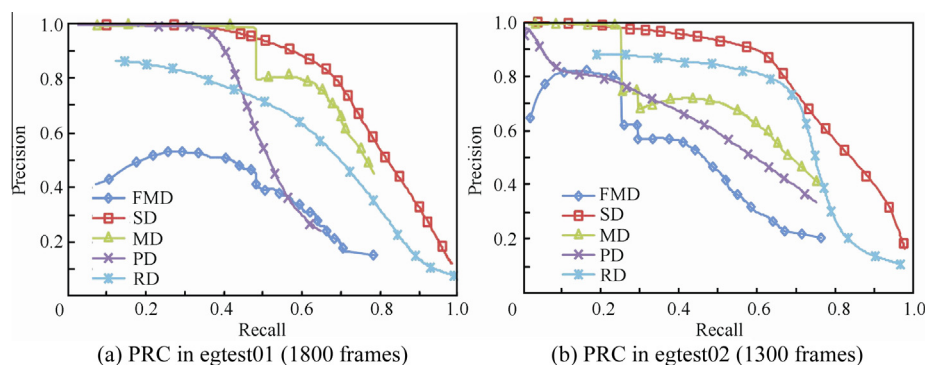 1.0
0.8
0.6
0.4
0.2
Precision
FMD
SD
MD
PD
RD
0 0.2 0.4 0.6 0.8 1.0
Recall
(a) PRC in egtest01 (1800 frames)
1.0
0.8
0.6
0.4
0.2
Precision
FMD
SD
MD
PD
RD
0 0.2 0.4 0.6 0.8 1.0
Recall
(b) PRC in egtest02 (1300 frames)